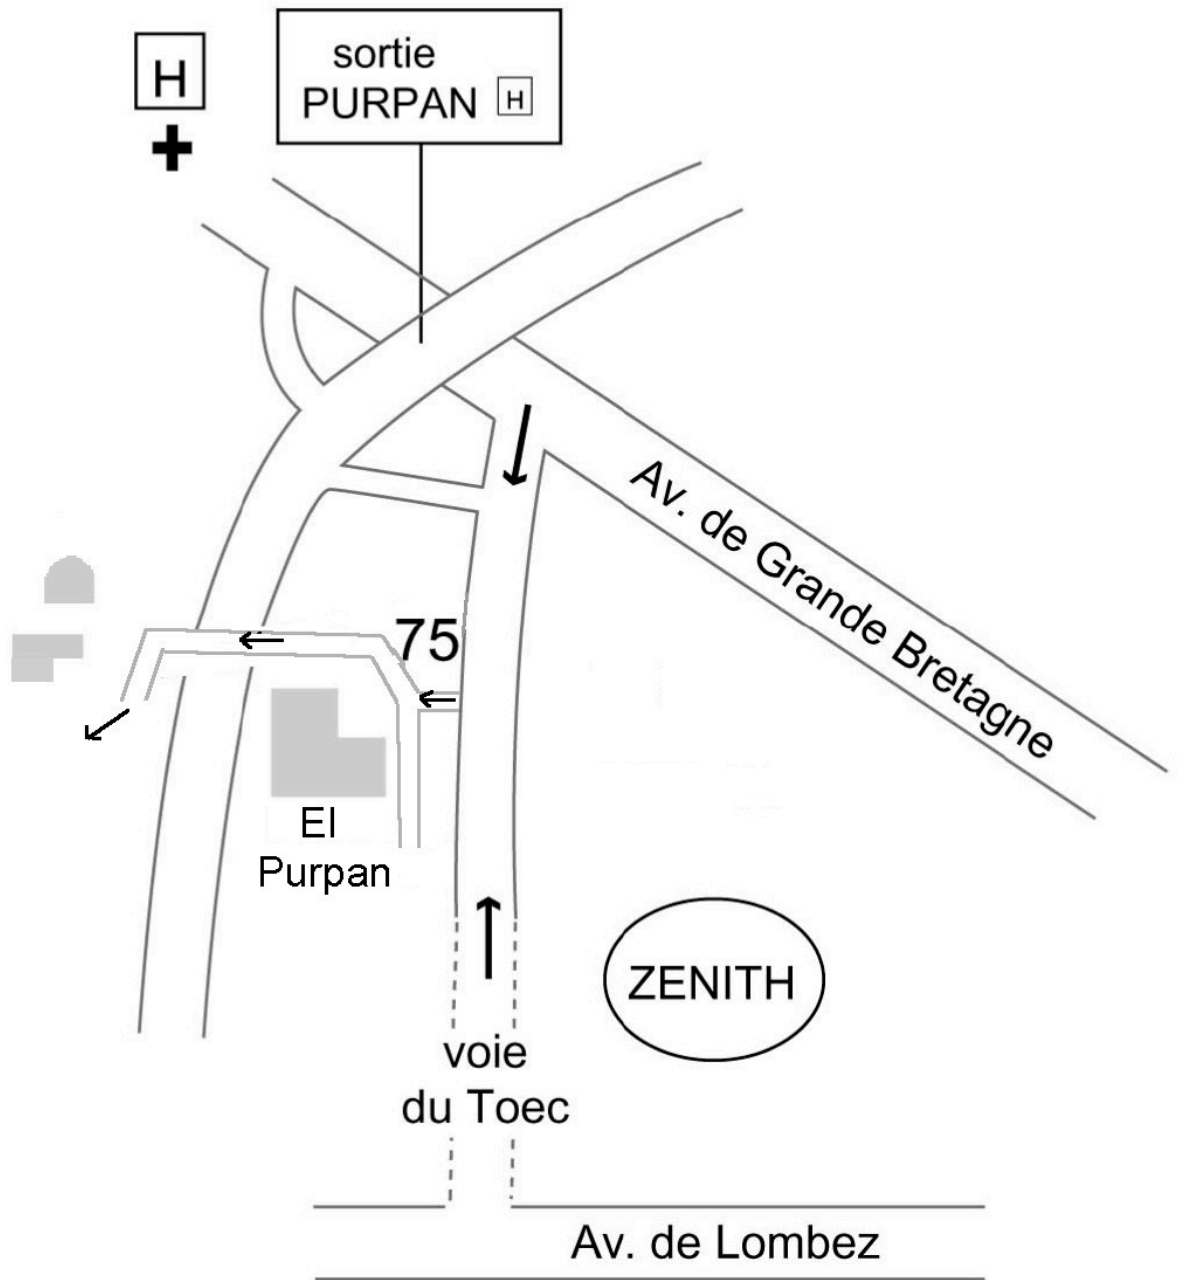 H
sortie
PURPAN H
Av. de Grande Bretagne
75
El
Purpan
ZENITH
voie
du Toec
Av. de Lombez